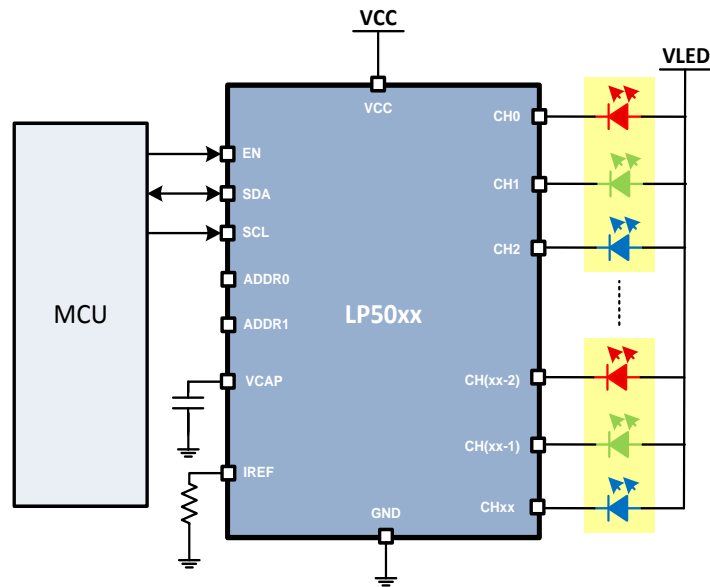 VCC
VLED
VCC
CH0
EN
CH1
SDA
SCL
CH2
ADDR0
MCU
LP50xx
ADDR1
VCAP
CH(xx-2)
CH(xx-1)
IREF
GND
CHxx